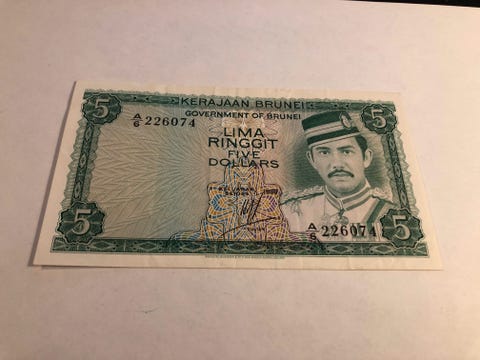 KERAJAAN BRUNEI
GOVERNMENT OF BRUNEI
5
5
A/6 226074
LIMA
RINGGIT
FIVE
DOLLARS
A/6 226074
5
5